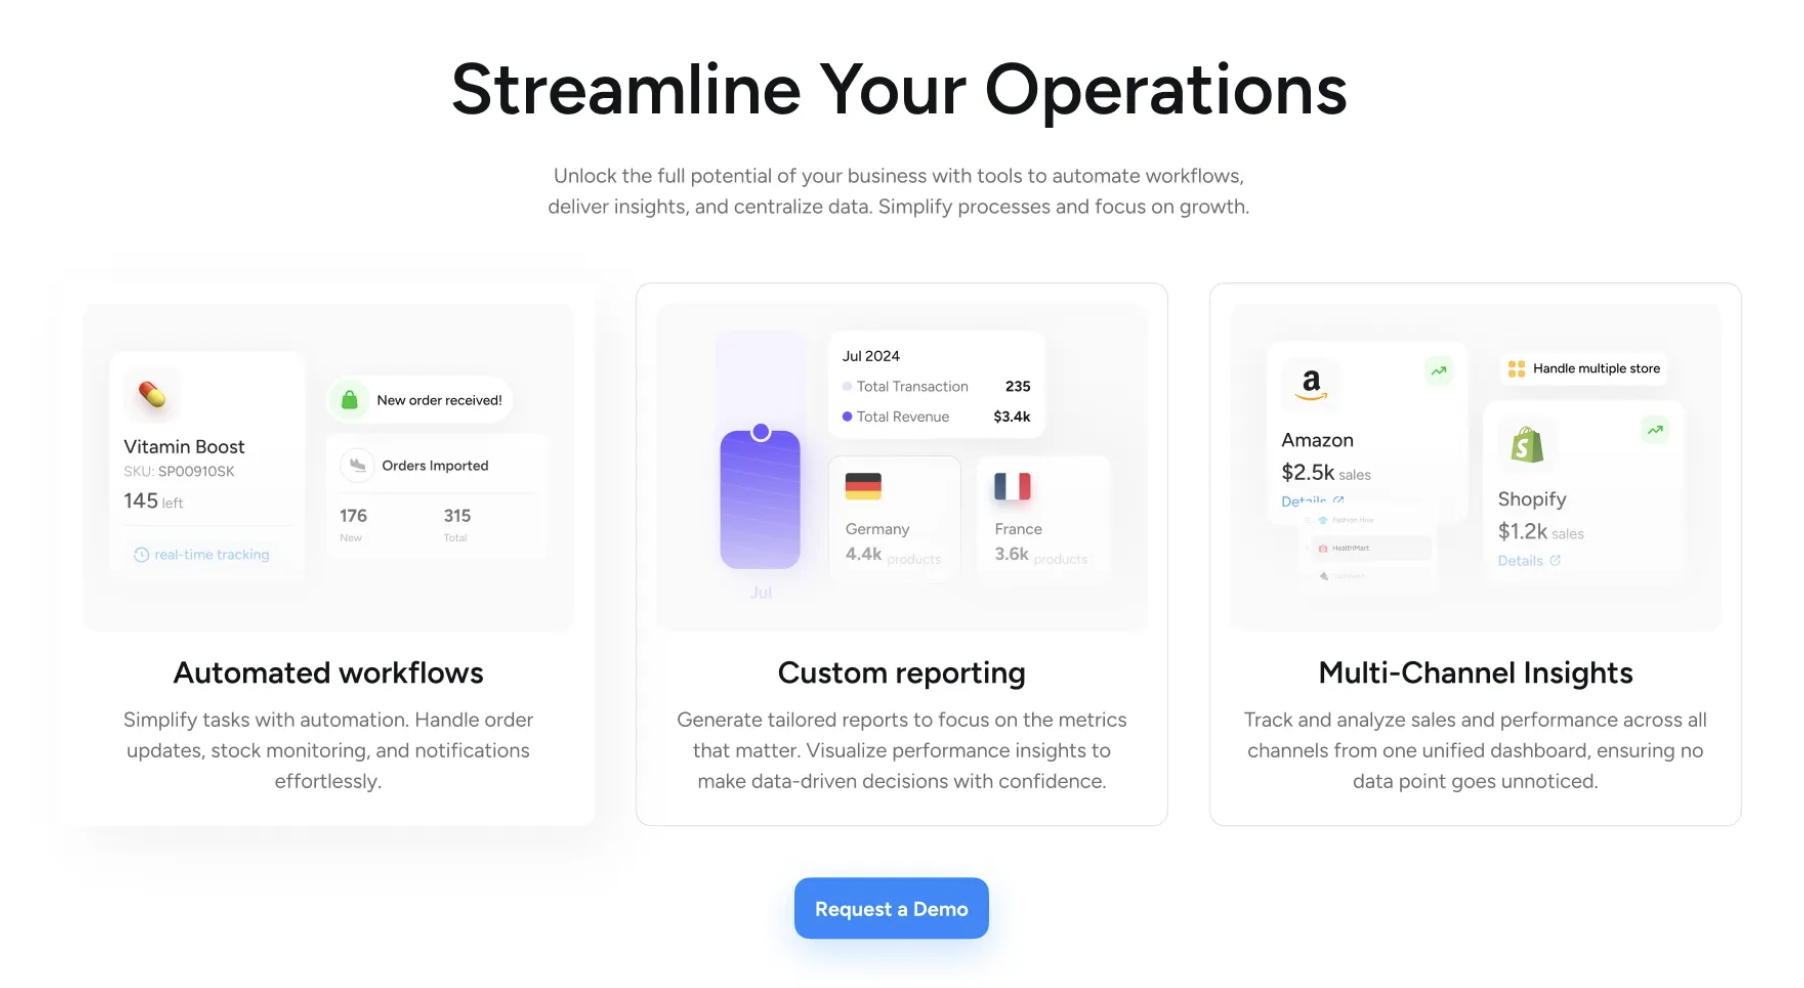 Streamline Your Operations
Unlock the full potential of your business with tools to automate workflows,
deliver insights, and centralize data. Simplify processes and focus on growth.
Vitamin Boost
SKU: SP00910SK
145 left
real-time tracking
New order received!
Orders Imported
176
315
New
Total
Automated workflows
Simplify tasks with automation. Handle order
updates, stock monitoring, and notifications
effortlessly.
Jul
Jul 2024
Total Transaction 235
Total Revenue $3.4k
Germany
4.4k products
France
3.6k products
Custom reporting
Generate tailored reports to focus on the metrics
that matter. Visualize performance insights to
make data-driven decisions with confidence.
a
Amazon
$2.5k sales
Details
Fashion Hive
HealthMart
Handle multiple store
Shopify
$1.2k sales
Details
Multi-Channel Insights
Track and analyze sales and performance across all
channels from one unified dashboard, ensuring no
data point goes unnoticed.
Request a Demo